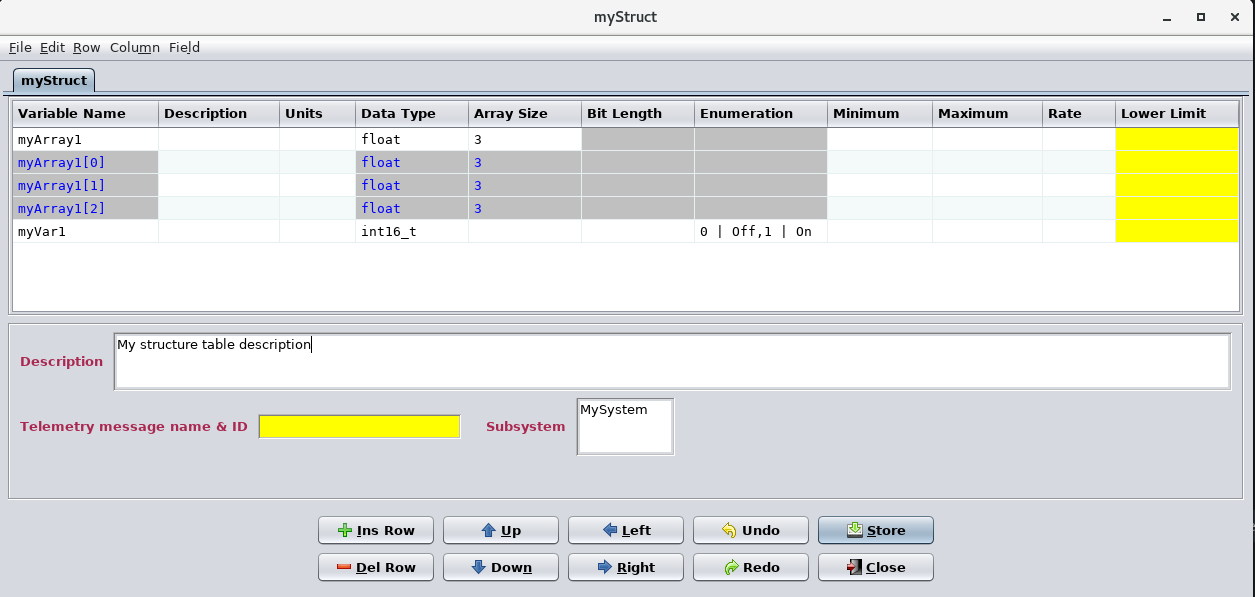 myStruct
File Edit Row Column Field
myStruct
Variable Name Description Units Data Type Array Size Bit Length Enumeration Minimum Maximum Rate Lower Limit
myArray1 float 3
myArray1[0] float 3
myArray1[1] float 3
myArray1[2] float 3
myVar1 int16_t 0 | Off,1 | On
Description My structure table description
Telemetry message name & ID Subsystem MySystem
Ins Row Up Left Undo Store
Del Row Down Right Redo Close